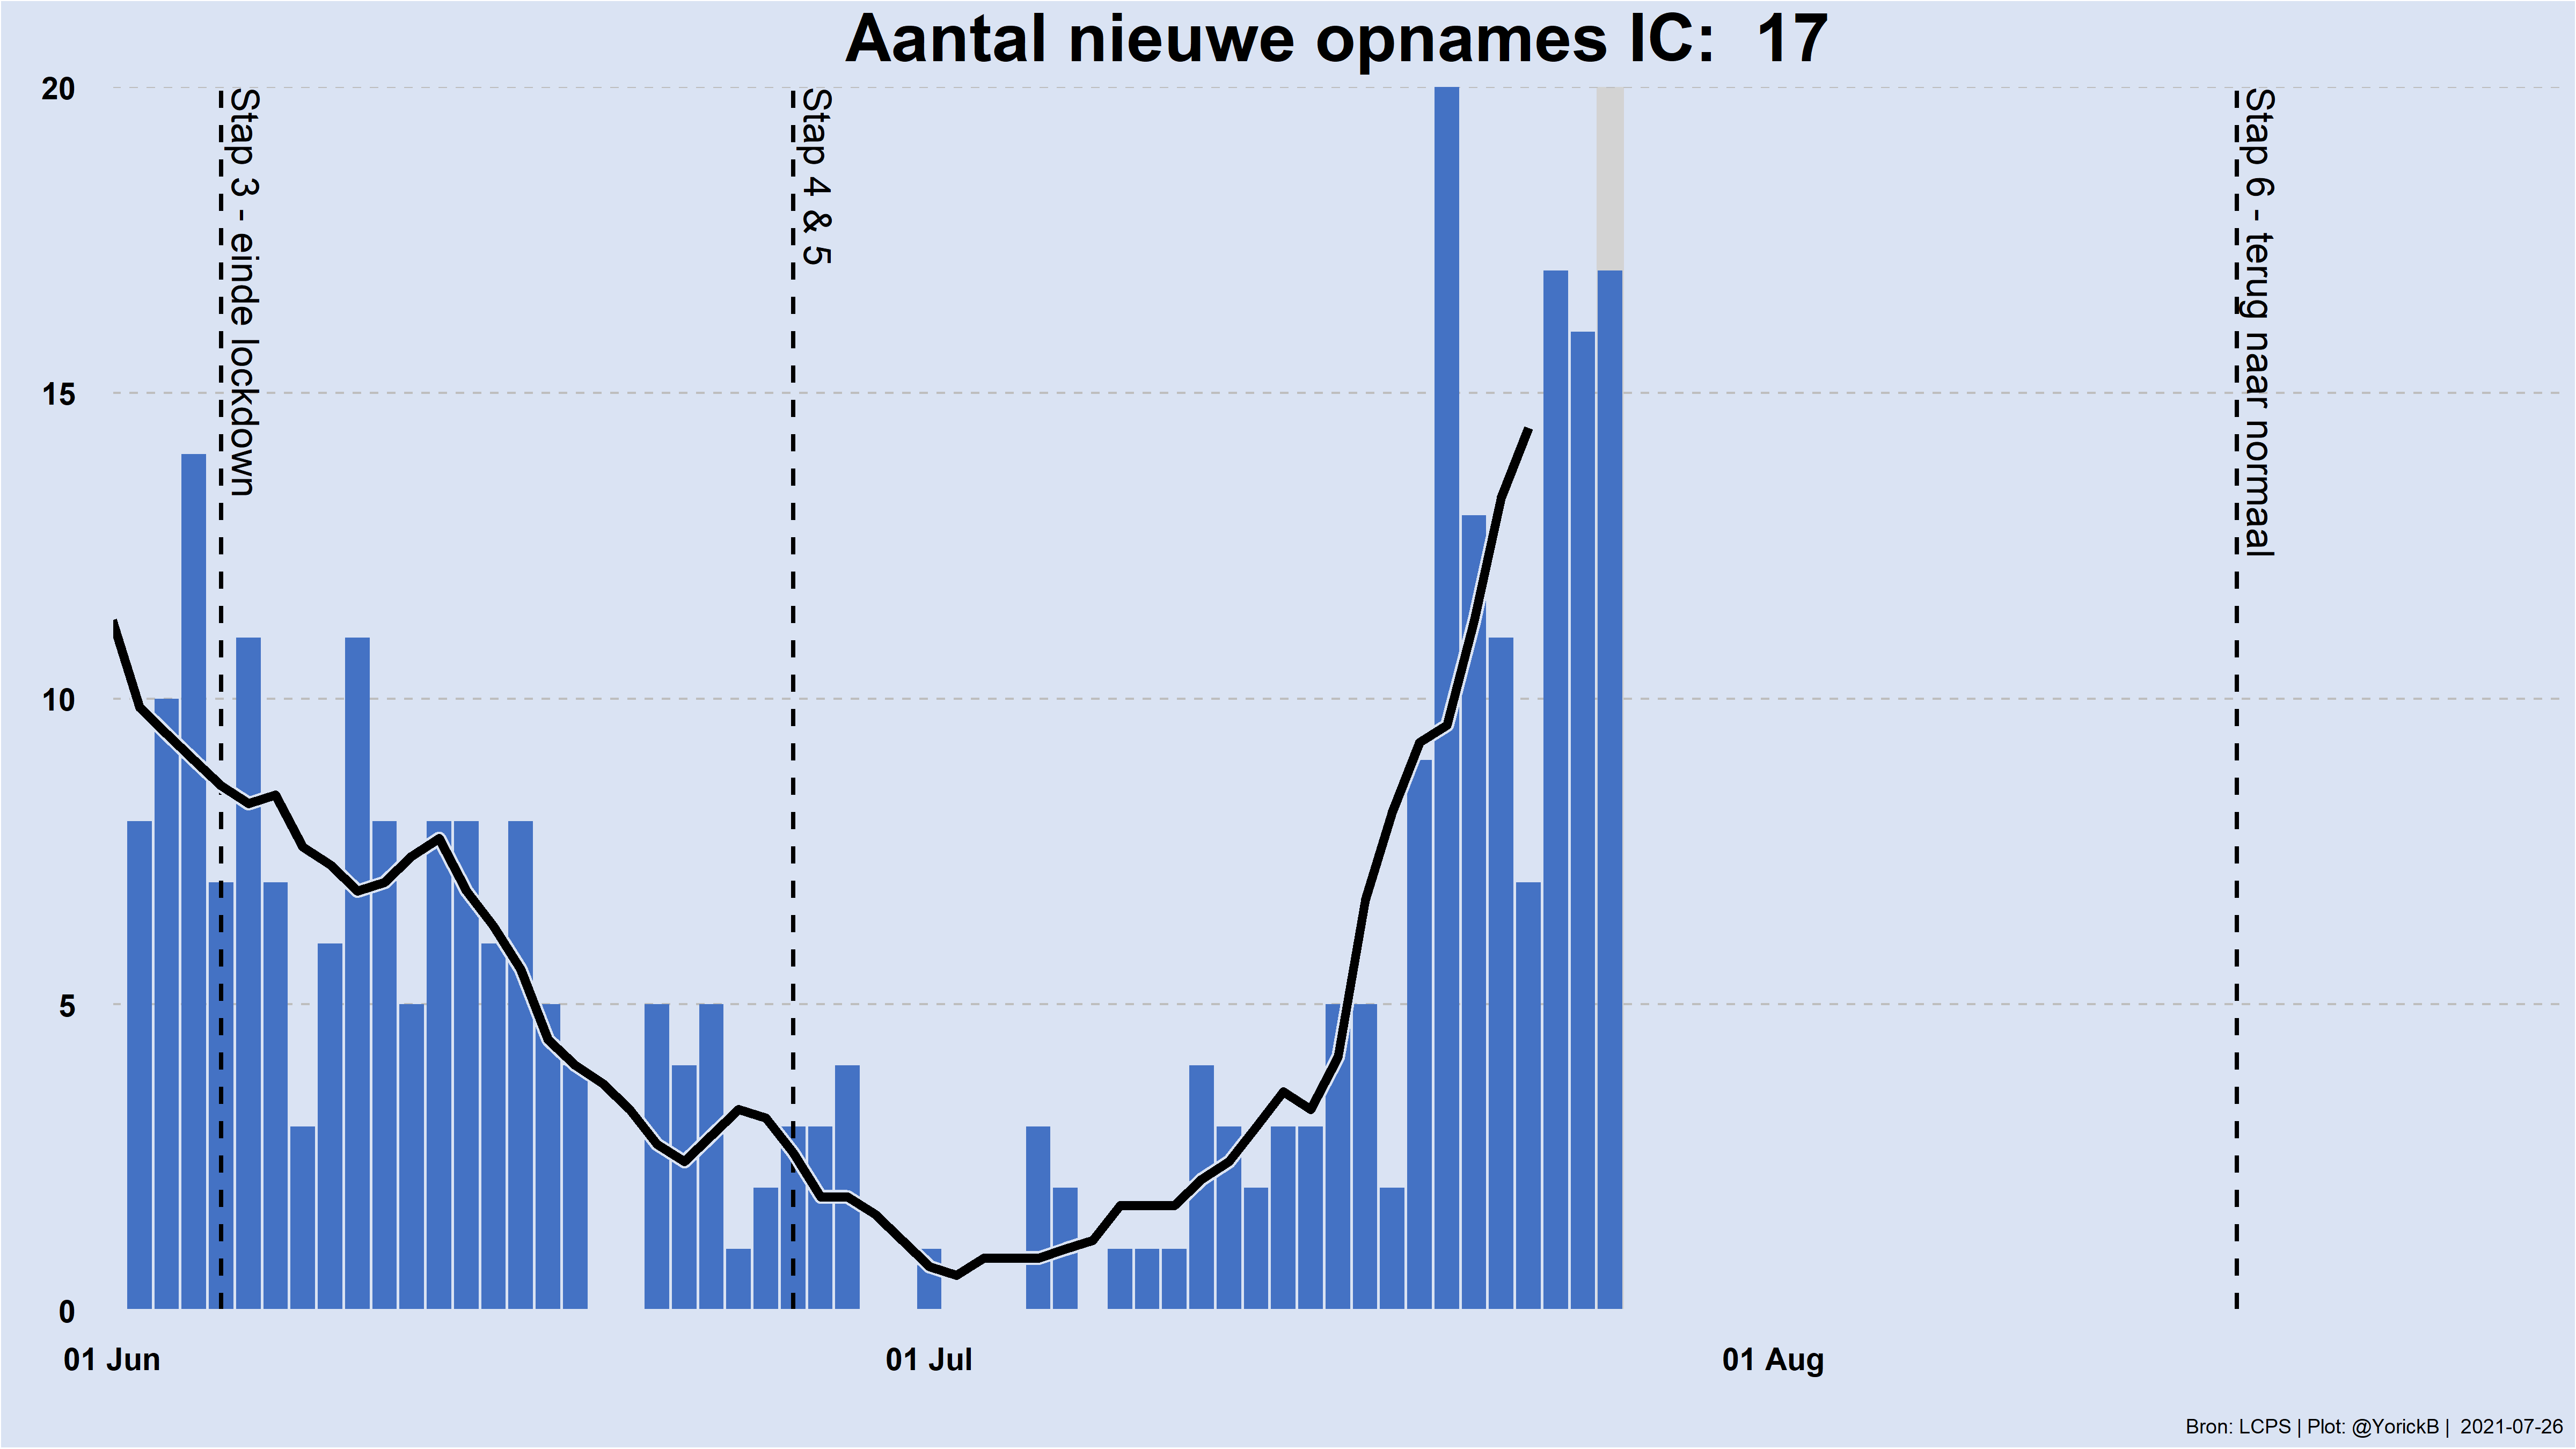 Aantal nieuwe opnames IC:  17
20
15
10
5
0
Stap 3 - einde lockdown
Stap 4 & 5
Stap 6 - terug naar normaal
01 Jun
01 Jul
01 Aug
Bron: LCPS | Plot: @YorickB |  2021-07-26